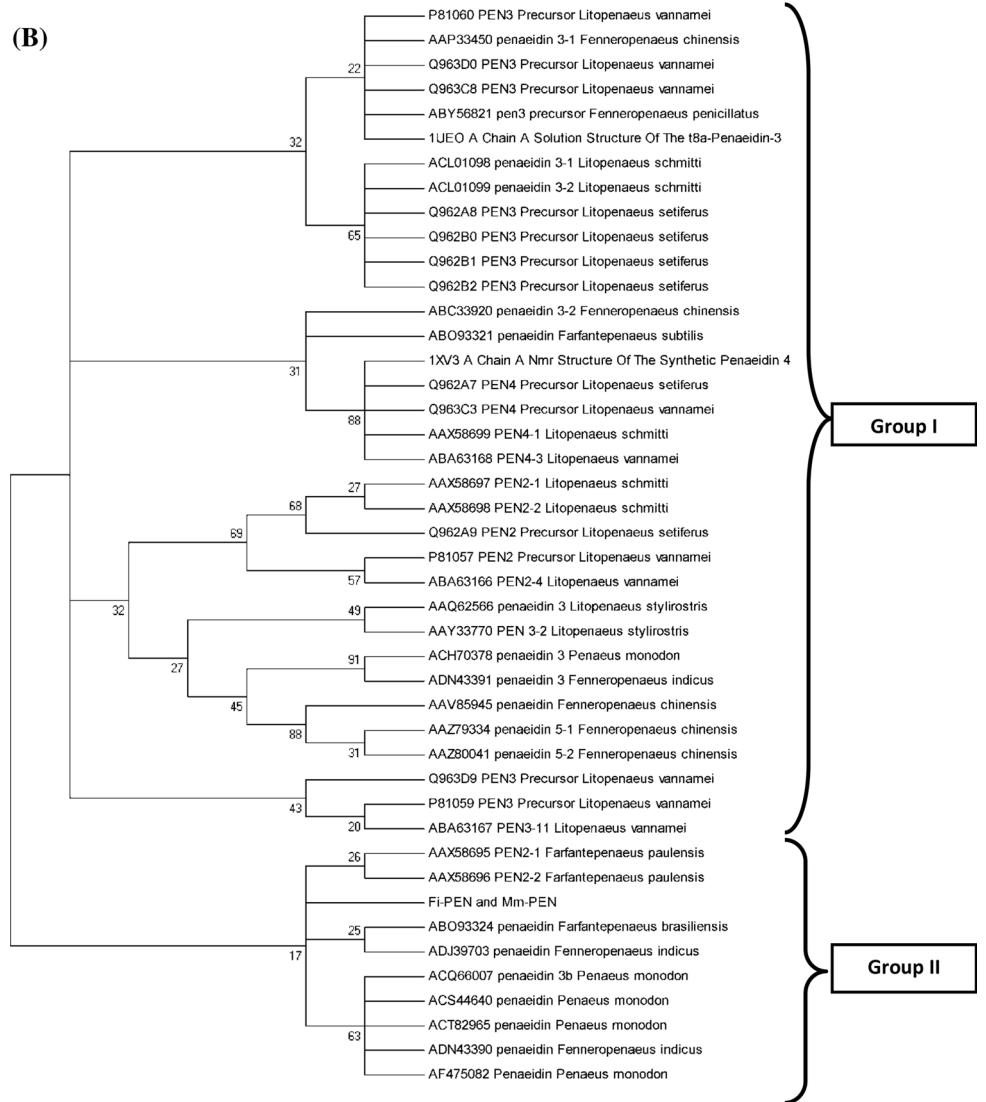 (B)
P81060 PEN3 Precursor Litopenaeus vannamei
AAP33450 penaeidin 3-1 Fenneropenaeus chinensis
22
Q963D0 PEN3 Precursor Litopenaeus vannamei
Q963C8 PEN3 Precursor Litopenaeus vannamei
ABY56821 pen3 precursor Fenneropenaeus penicillatus
1UEO A Chain A Solution Structure Of The t8a-Penaeidin-3
32
ACL01098 penaeidin 3-1 Litopenaeus schmitti
ACL01099 penaeidin 3-2 Litopenaeus schmitti
Q962A8 PEN3 Precursor Litopenaeus setiferus
65
Q962B0 PEN3 Precursor Litopenaeus setiferus
Q962B1 PEN3 Precursor Litopenaeus setiferus
Q962B2 PEN3 Precursor Litopenaeus setiferus
ABC33920 penaeidin 3-2 Fenneropenaeus chinensis
ABO93321 penaeidin Farfantepenaeus subtilis
1XV3 A Chain A Nmr Structure Of The Synthetic Penaeidin 4
31
Q962A7 PEN4 Precursor Litopenaeus setiferus
Q963C3 PEN4 Precursor Litopenaeus vannamei
88
Group I
AAX58699 PEN4-1 Litopenaeus schmitti
ABA63168 PEN4-3 Litopenaeus vannamei
27
AAX58697 PEN2-1 Litopenaeus schmitti
68
AAX58698 PEN2-2 Litopenaeus schmitti
69
Q962A9 PEN2 Precursor Litopenaeus setiferus
P81057 PEN2 Precursor Litopenaeus vannamei
57
ABA63166 PEN2-4 Litopenaeus vannamei
32
49
AAQ62566 penaeidin 3 Litopenaeus stylirostris
AAY33770 PEN 3-2 Litopenaeus stylirostris
27
91
ACH70378 penaeidin 3 Penaeus monodon
ADN43391 penaeidin 3 Fenneropenaeus indicus
45
AAV85945 penaeidin Fenneropenaeus chinensis
88
AAZ79334 penaeidin 5-1 Fenneropenaeus chinensis
31
AAZ80041 penaeidin 5-2 Fenneropenaeus chinensis
Q963D9 PEN3 Precursor Litopenaeus vannamei
43
P81059 PEN3 Precursor Litopenaeus vannamei
20
ABA63167 PEN3-11 Litopenaeus vannamei
26
AAX58695 PEN2-1 Farfantepenaeus paulensis
AAX58696 PEN2-2 Farfantepenaeus paulensis
Fi-PEN and Mm-PEN
25
ABO93324 penaeidin Farfantepenaeus brasiliensis
17
ADJ39703 penaeidin Fenneropenaeus indicus
Group II
ACQ66007 penaeidin 3b Penaeus monodon
ACS44640 penaeidin Penaeus monodon
ACT82965 penaeidin Penaeus monodon
63
ADN43390 penaeidin Fenneropenaeus indicus
AF475082 Penaeidin Penaeus monodon